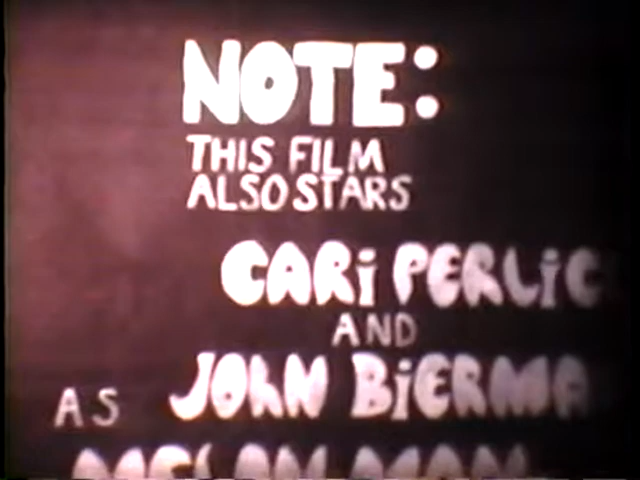 NOTE:
THIS FILM
ALSO STARS
CARi PERLiC
AND
JOHN BiERMA
AS